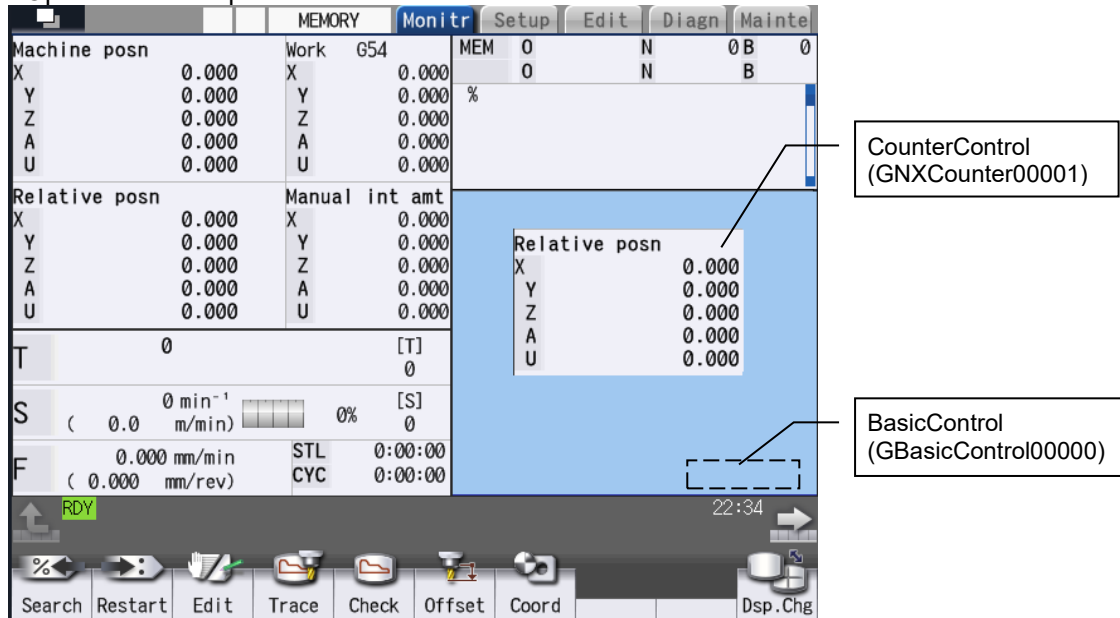 MEMORY Monitr Setup Edit Diagn Mainte
Machine posn
X 0.000
Y 0.000
Z 0.000
A 0.000
U 0.000
Work G54
X 0.000
Y 0.000
Z 0.000
A 0.000
U 0.000
MEM O N 0 B 0
O N B
%
Relative posn
X 0.000
Y 0.000
Z 0.000
A 0.000
U 0.000
Manual int amt
X 0.000
Y 0.000
Z 0.000
A 0.000
U 0.000
Relative posn
X 0.000
Y 0.000
Z 0.000
A 0.000
U 0.000
CounterControl
(GNXCounter00001)
BasicControl
(GBasicControl00000)
T 0 [T]
0
S 0 min⁻¹ 0% [S]
( 0.0 m/min) 0
F 0.000 mm/min
( 0.000 mm/rev)
STL 0:00:00
CYC 0:00:00
RDY 22:34
Search Restart Edit Trace Check Offset Coord Dsp.Chg